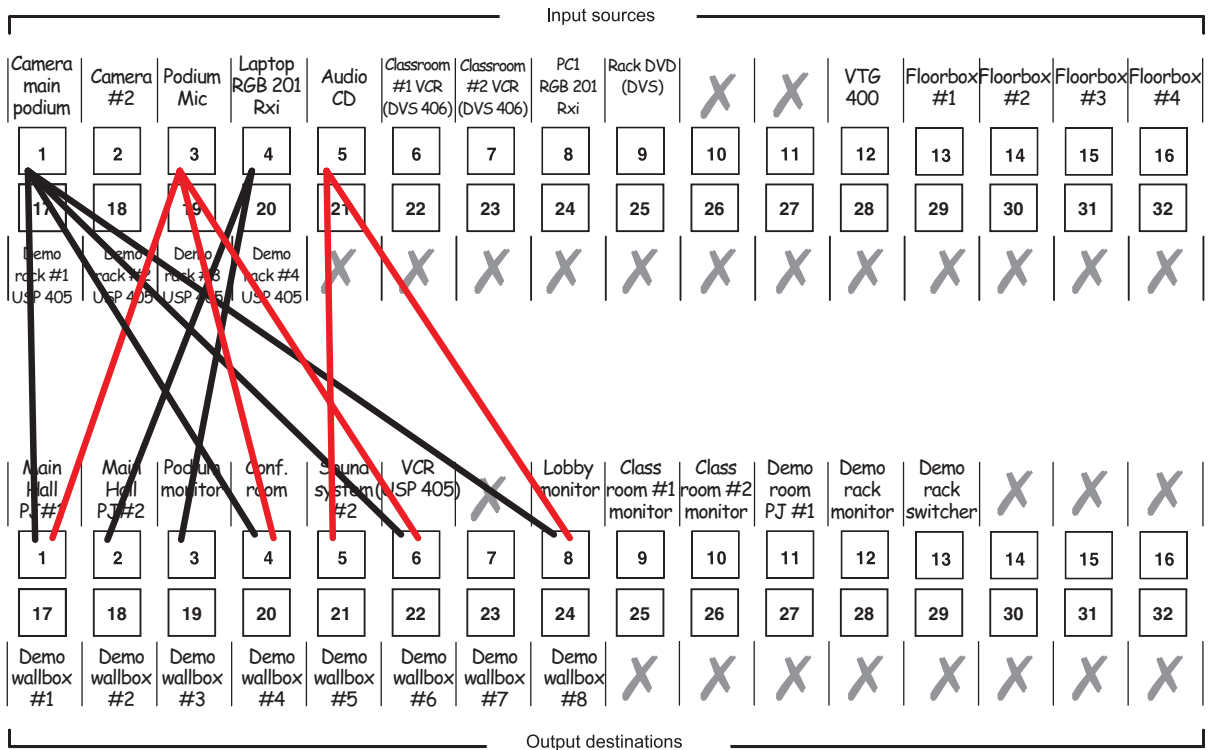 Input sources
Camera main podium
Camera #2
Podium Mic
Laptop RGB 201 Rxi
Audio CD
Classroom #1 VCR (DVS 406)
Classroom #2 VCR (DVS 406)
PC1 RGB 201 Rxi
Rack DVD (DVS)
VTG 400
Floorbox #1
Floorbox #2
Floorbox #3
Floorbox #4
1 2 3 4 5 6 7 8 9 10 11 12 13 14 15 16
17 18 19 20 21 22 23 24 25 26 27 28 29 30 31 32
Demo rack #1 USP 405
Demo rack #2 USP 405
Demo rack #3 USP 405
Demo rack #4 USP 405
Main Hall PJ#1
Main Hall PJ#2
Podium monitor
Conf. room
Sound system #2
VCR (USP 405)
Lobby monitor
Class room #1 monitor
Class room #2 monitor
Demo room PJ #1
Demo rack monitor
Demo rack switcher
1 2 3 4 5 6 7 8 9 10 11 12 13 14 15 16
17 18 19 20 21 22 23 24 25 26 27 28 29 30 31 32
Demo wallbox #1
Demo wallbox #2
Demo wallbox #3
Demo wallbox #4
Demo wallbox #5
Demo wallbox #6
Demo wallbox #7
Demo wallbox #8
Output destinations